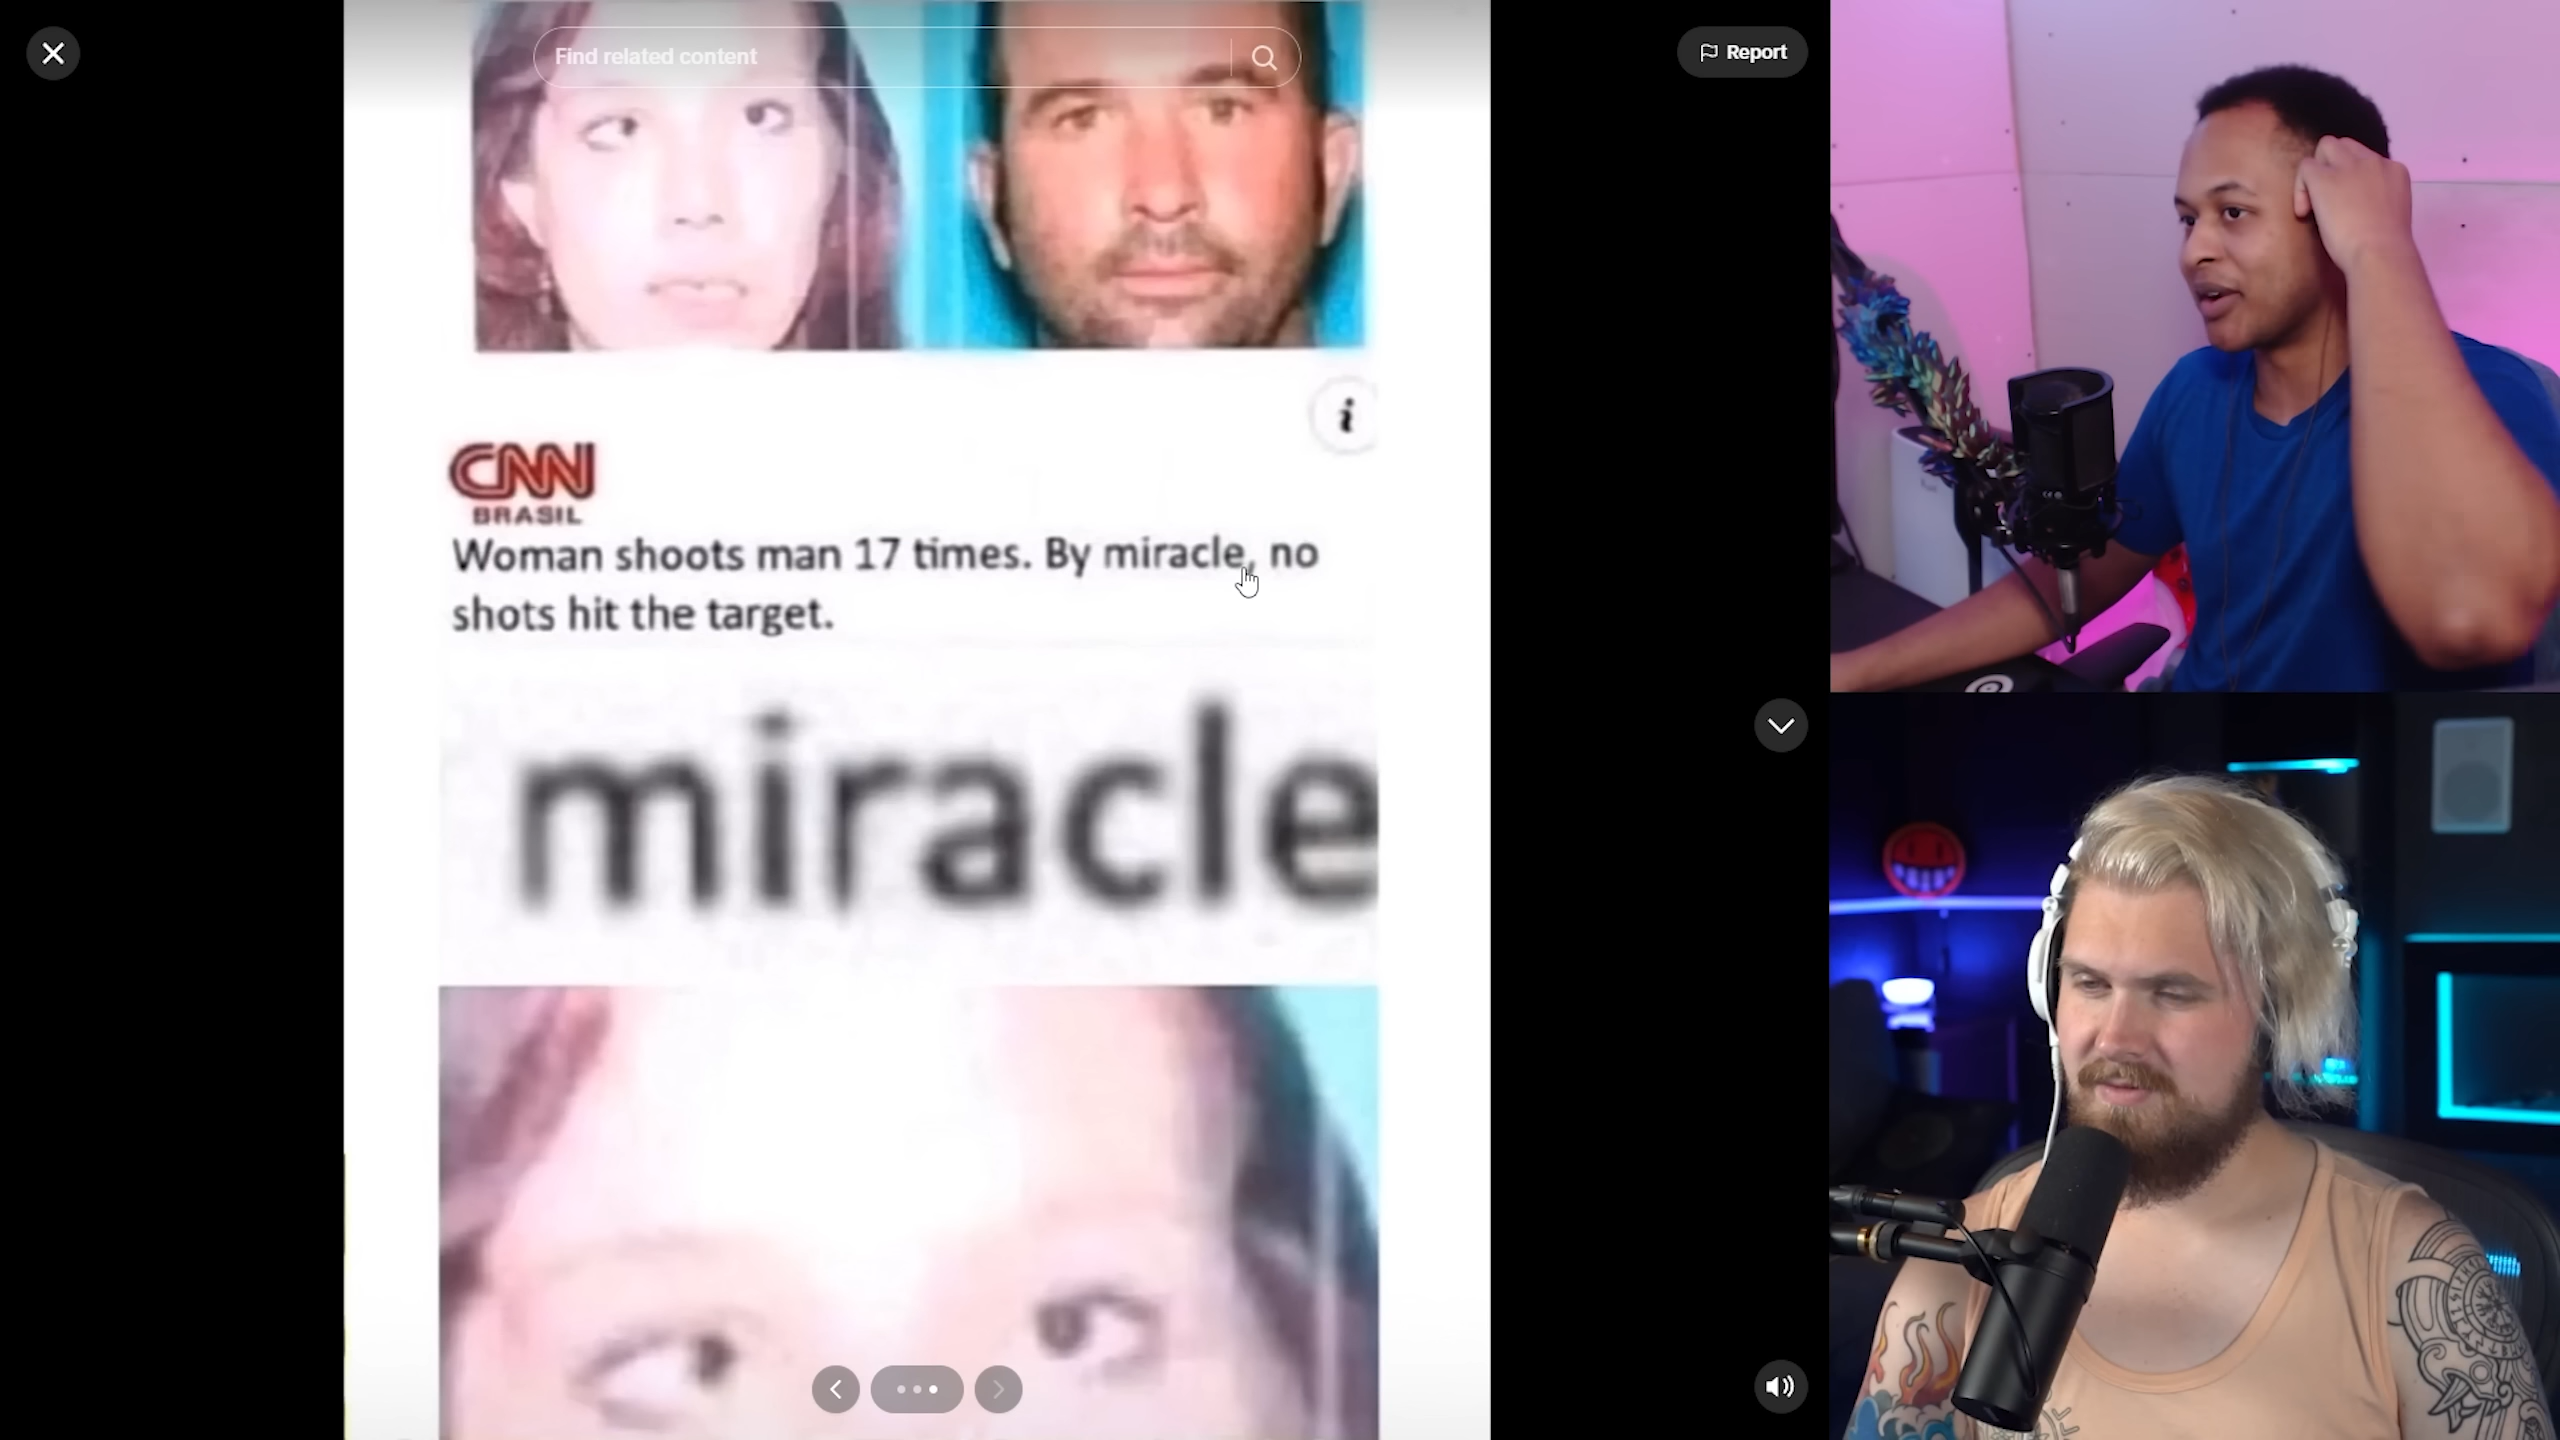 Find related content
Report
i
CNN
BRASIL
Woman shoots man 17 times. By miracle, no
shots hit the target.
miracle